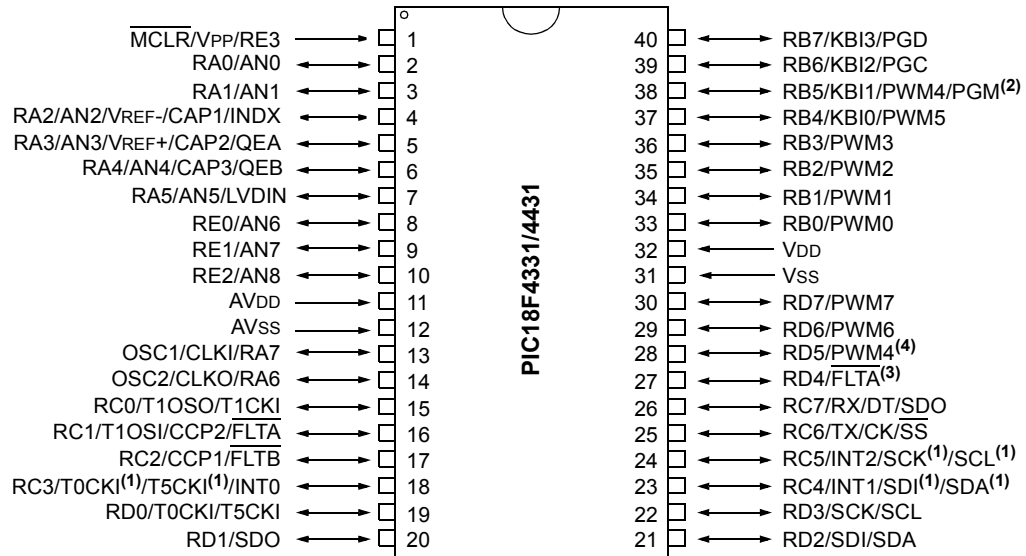 MCLR/VPP/RE3
RA0/AN0
RA1/AN1
RA2/AN2/VREF-/CAP1/INDX
RA3/AN3/VREF+/CAP2/QEA
RA4/AN4/CAP3/QEB
RA5/AN5/LVDIN
RE0/AN6
RE1/AN7
RE2/AN8
AVDD
AVSS
OSC1/CLKI/RA7
OSC2/CLKO/RA6
RC0/T1OSO/T1CKI
RC1/T1OSI/CCP2/FLTA
RC2/CCP1/FLTB
RC3/T0CKI(1)/T5CKI(1)/INT0
RD0/T0CKI/T5CKI
RD1/SDO
1
2
3
4
5
6
7
8
9
10
11
12
13
14
15
16
17
18
19
20
PIC18F4331/4431
40
39
38
37
36
35
34
33
32
31
30
29
28
27
26
25
24
23
22
21
RB7/KBI3/PGD
RB6/KBI2/PGC
RB5/KBI1/PWM4/PGM(2)
RB4/KBI0/PWM5
RB3/PWM3
RB2/PWM2
RB1/PWM1
RB0/PWM0
VDD
VSS
RD7/PWM7
RD6/PWM6
RD5/PWM4(4)
RD4/FLTA(3)
RC7/RX/DT/SDO
RC6/TX/CK/SS
RC5/INT2/SCK(1)/SCL(1)
RC4/INT1/SDI(1)/SDA(1)
RD3/SCK/SCL
RD2/SDI/SDA